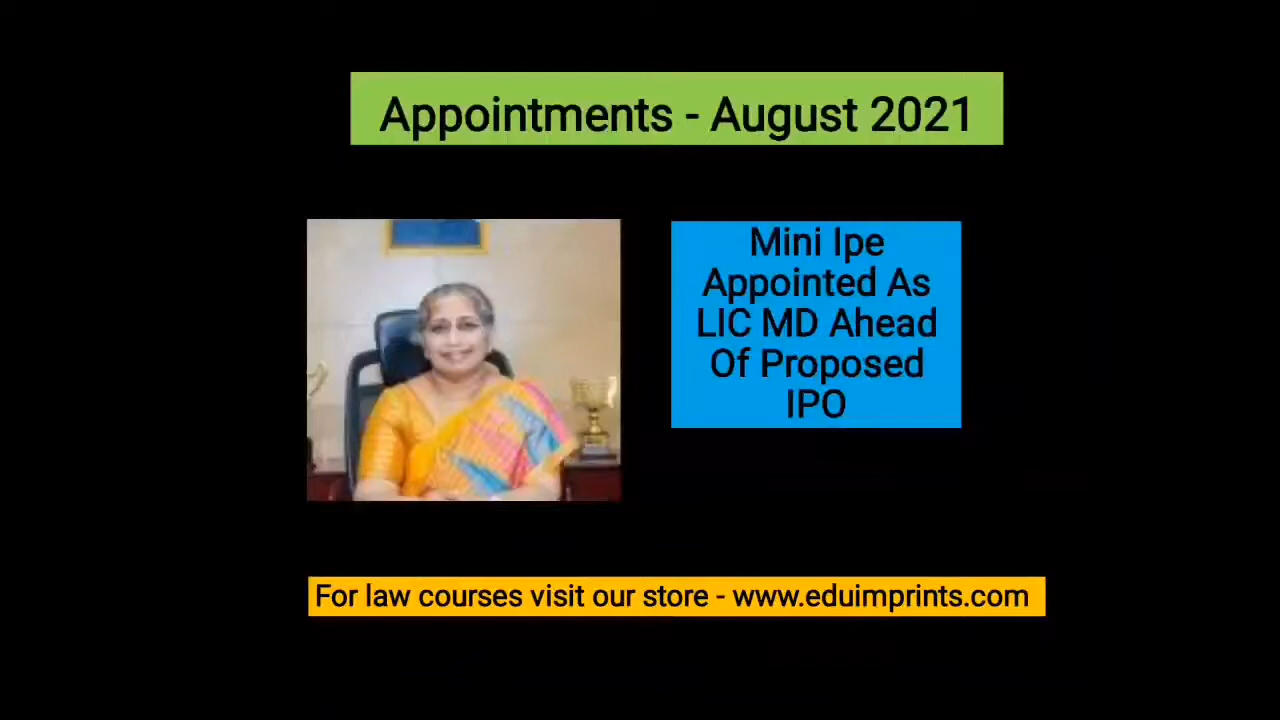 Appointments - August 2021
Mini Ipe
Appointed As
LIC MD Ahead
Of Proposed
IPO
For law courses visit our store - www.eduimprints.com